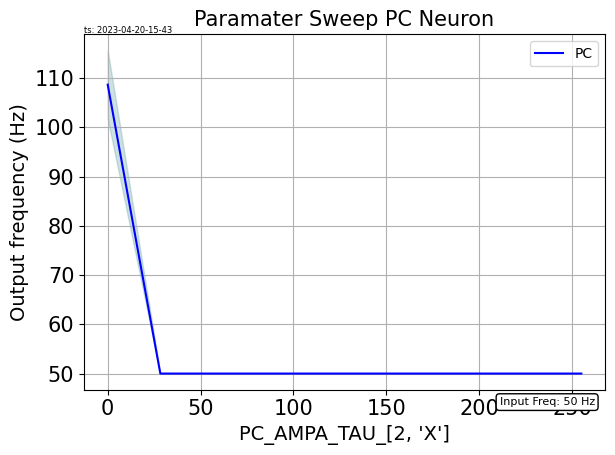 Paramater Sweep PC Neuron
ts: 2023-04-20-15-43
PC
Output frequency (Hz)
110
100
90
80
70
60
50
0 50 100 150 200 250
Input Freq: 50 Hz
PC_AMPA_TAU_[2, 'X']